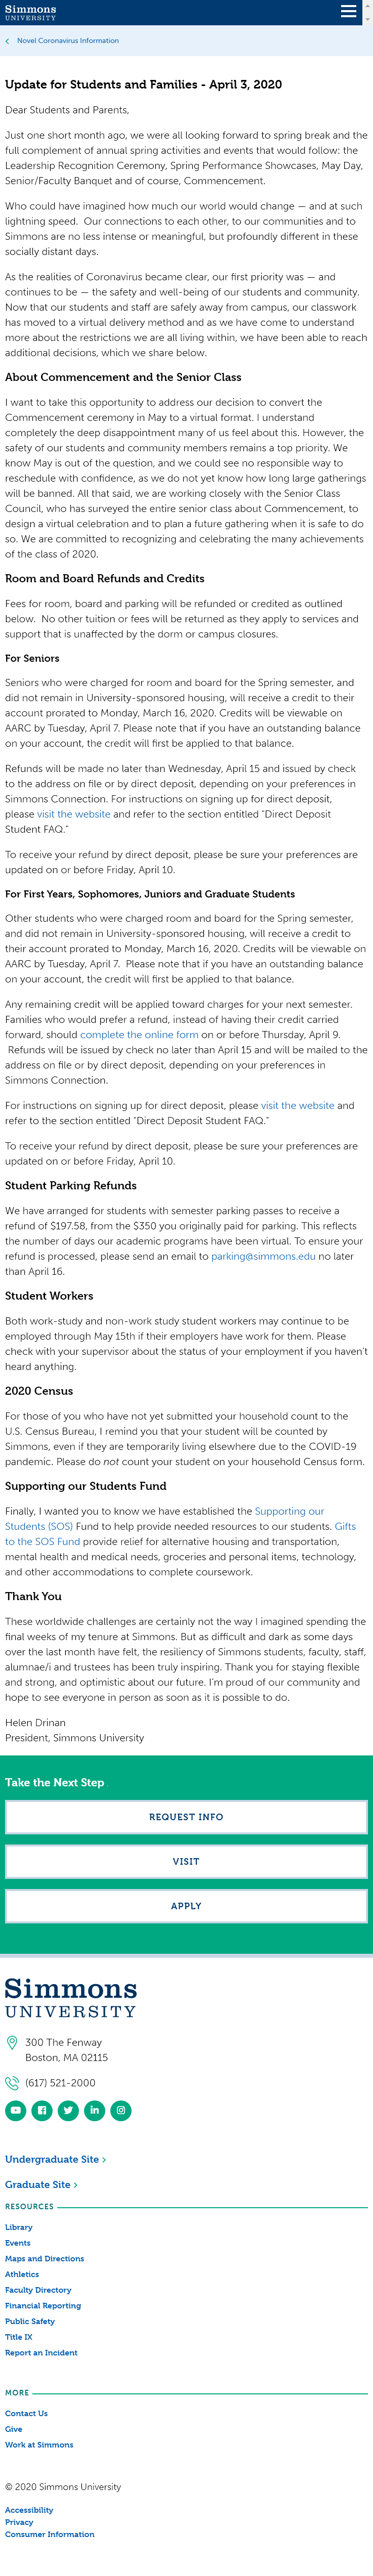 Simmons
UNIVERSITY
Novel Coronavirus Information
Update for Students and Families - April 3, 2020
Dear Students and Parents,
Just one short month ago, we were all looking forward to spring break and the
full complement of annual spring activities and events that would follow: the
Leadership Recognition Ceremony, Spring Performance Showcases, May Day,
Senior/Faculty Banquet and of course, Commencement.
Who could have imagined how much our world would change — and at such
lightning speed.  Our connections to each other, to our communities and to
Simmons are no less intense or meaningful, but profoundly different in these
socially distant days.
As the realities of Coronavirus became clear, our first priority was — and
continues to be — the safety and well-being of our students and community.
Now that our students and staff are safely away from campus, our classwork
has moved to a virtual delivery method and as we have come to understand
more about the restrictions we are all living within, we have been able to reach
additional decisions, which we share below.
About Commencement and the Senior Class
I want to take this opportunity to address our decision to convert the
Commencement ceremony in May to a virtual format. I understand
completely the deep disappointment many of us feel about this. However, the
safety of our students and community members remains a top priority. We
know May is out of the question, and we could see no responsible way to
reschedule with confidence, as we do not yet know how long large gatherings
will be banned. All that said, we are working closely with the Senior Class
Council, who has surveyed the entire senior class about Commencement, to
design a virtual celebration and to plan a future gathering when it is safe to do
so. We are committed to recognizing and celebrating the many achievements
of the class of 2020.
Room and Board Refunds and Credits
Fees for room, board and parking will be refunded or credited as outlined
below.  No other tuition or fees will be returned as they apply to services and
support that is unaffected by the dorm or campus closures.
For Seniors
Seniors who were charged for room and board for the Spring semester, and
did not remain in University-sponsored housing, will receive a credit to their
account prorated to Monday, March 16, 2020. Credits will be viewable on
AARC by Tuesday, April 7. Please note that if you have an outstanding balance
on your account, the credit will first be applied to that balance.
Refunds will be made no later than Wednesday, April 15 and issued by check
to the address on file or by direct deposit, depending on your preferences in
Simmons Connection. For instructions on signing up for direct deposit,
please visit the website and refer to the section entitled "Direct Deposit
Student FAQ."
To receive your refund by direct deposit, please be sure your preferences are
updated on or before Friday, April 10.
For First Years, Sophomores, Juniors and Graduate Students
Other students who were charged room and board for the Spring semester,
and did not remain in University-sponsored housing, will receive a credit to
their account prorated to Monday, March 16, 2020. Credits will be viewable on
AARC by Tuesday, April 7.  Please note that if you have an outstanding balance
on your account, the credit will first be applied to that balance.
Any remaining credit will be applied toward charges for your next semester.
Families who would prefer a refund, instead of having their credit carried
forward, should complete the online form on or before Thursday, April 9.
Refunds will be issued by check no later than April 15 and will be mailed to the
address on file or by direct deposit, depending on your preferences in
Simmons Connection.
For instructions on signing up for direct deposit, please visit the website and
refer to the section entitled "Direct Deposit Student FAQ."
To receive your refund by direct deposit, please be sure your preferences are
updated on or before Friday, April 10.
Student Parking Refunds
We have arranged for students with semester parking passes to receive a
refund of $197.58, from the $350 you originally paid for parking. This reflects
the number of days our academic programs have been virtual. To ensure your
refund is processed, please send an email to parking@simmons.edu no later
than April 16.
Student Workers
Both work-study and non-work study student workers may continue to be
employed through May 15th if their employers have work for them. Please
check with your supervisor about the status of your employment if you haven't
heard anything.
2020 Census
For those of you who have not yet submitted your household count to the
U.S. Census Bureau, I remind you that your student will be counted by
Simmons, even if they are temporarily living elsewhere due to the COVID-19
pandemic. Please do not count your student on your household Census form.
Supporting our Students Fund
Finally, I wanted you to know we have established the Supporting our
Students (SOS) Fund to help provide needed resources to our students. Gifts
to the SOS Fund provide relief for alternative housing and transportation,
mental health and medical needs, groceries and personal items, technology,
and other accommodations to complete coursework.
Thank You
These worldwide challenges are certainly not the way I imagined spending the
final weeks of my tenure at Simmons. But as difficult and dark as some days
over the last month have felt, the resiliency of Simmons students, faculty, staff,
alumnae/i and trustees has been truly inspiring. Thank you for staying flexible
and strong, and optimistic about our future. I'm proud of our community and
hope to see everyone in person as soon as it is possible to do.
Helen Drinan
President, Simmons University
Take the Next Step
REQUEST INFO
VISIT
APPLY
Simmons
UNIVERSITY
300 The Fenway
Boston, MA 02115
(617) 521-2000
Undergraduate Site
Graduate Site
RESOURCES
Library
Events
Maps and Directions
Athletics
Faculty Directory
Financial Reporting
Public Safety
Title IX
Report an Incident
MORE
Contact Us
Give
Work at Simmons
© 2020 Simmons University
Accessibility
Privacy
Consumer Information